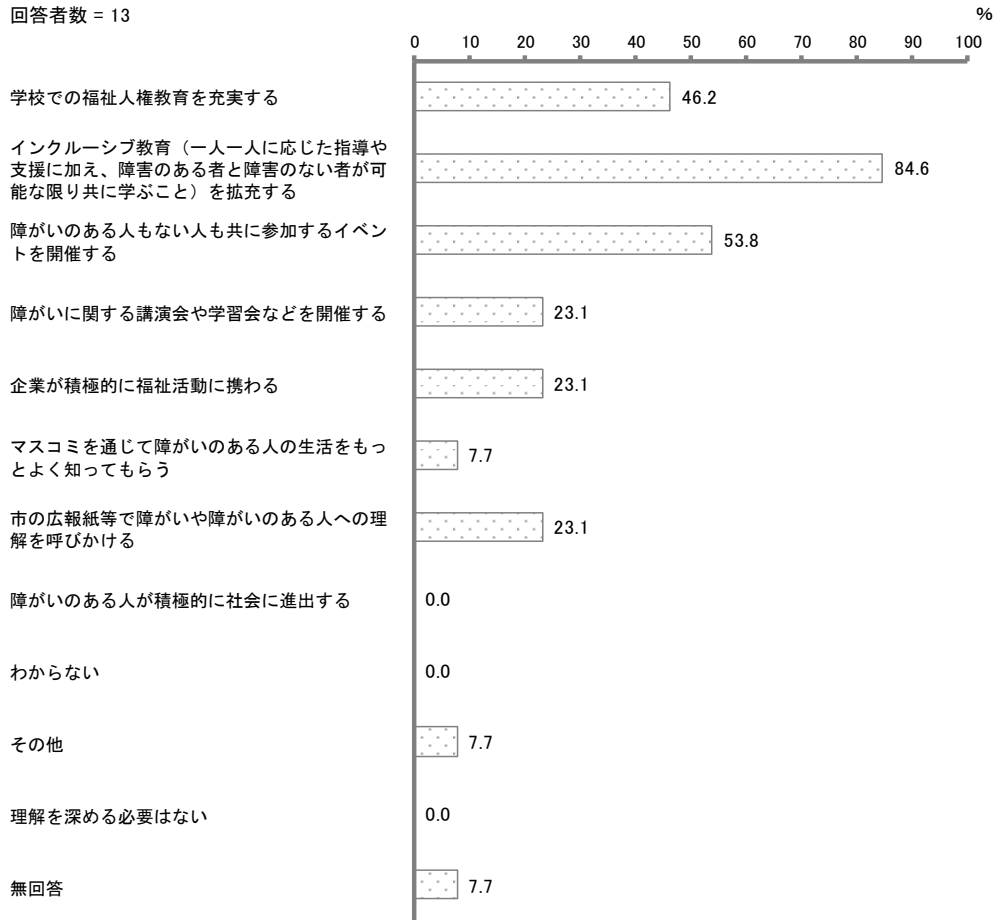 回答者数 = 13
%
0 10 20 30 40 50 60 70 80 90 100
学校での福祉人権教育を充実する
46.2
インクルーシブ教育（一人一人に応じた指導や
支援に加え、障害のある者と障害のない者が可
能な限り共に学ぶこと）を拡充する
84.6
障がいのある人もない人も共に参加するイベン
トを開催する
53.8
障がいに関する講演会や学習会などを開催する
23.1
企業が積極的に福祉活動に携わる
23.1
マスコミを通じて障がいのある人の生活をもっ
とよく知ってもらう
7.7
市の広報紙等で障がいや障がいのある人への理
解を呼びかける
23.1
障がいのある人が積極的に社会に進出する
0.0
わからない
0.0
その他
7.7
理解を深める必要はない
0.0
無回答
7.7